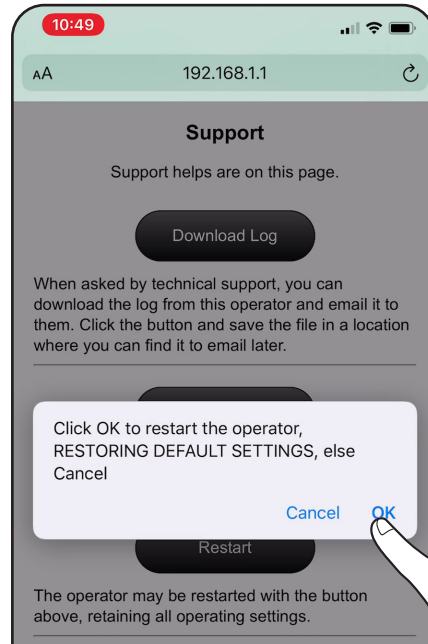 10:49
AA
192.168.1.1
Support
Support helps are on this page.
Download Log
When asked by technical support, you can
download the log from this operator and email it to
them. Click the button and save the file in a location
where you can find it to email later.
Click OK to restart the operator,
RESTORING DEFAULT SETTINGS, else
Cancel
Cancel OK
Restart
The operator may be restarted with the button
above, retaining all operating settings.